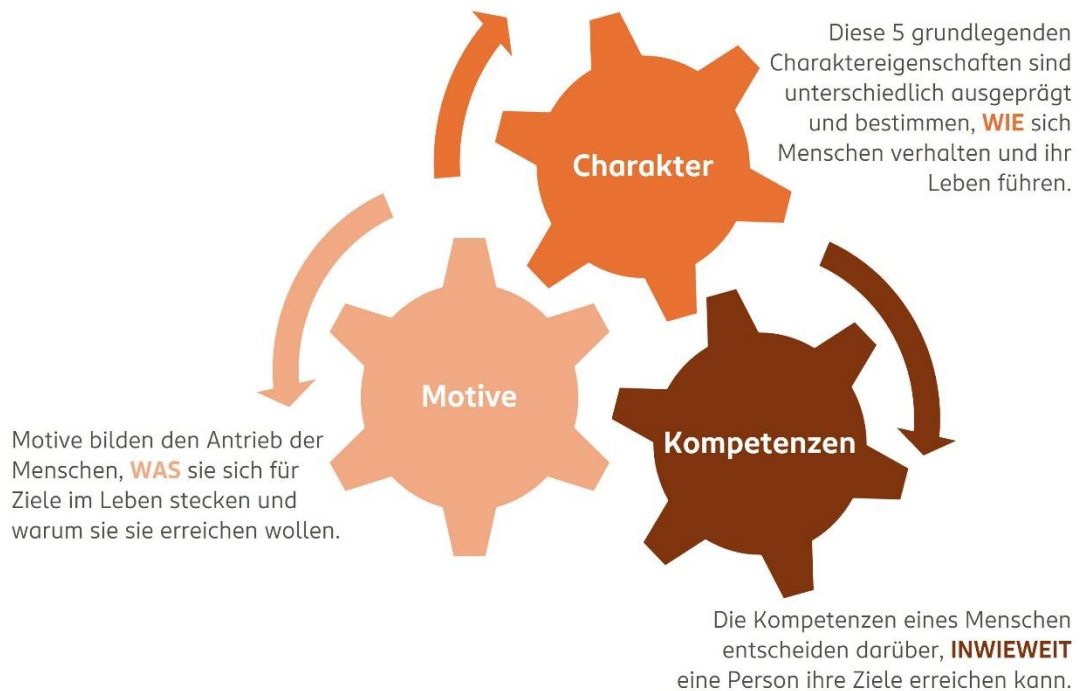 Diese 5 grundlegenden
Charaktereigenschaften sind
unterschiedlich ausgeprägt
und bestimmen, WIE sich
Menschen verhalten und ihr
Leben führen.
Charakter
Motive
Kompetenzen
Motive bilden den Antrieb der
Menschen, WAS sie sich für
Ziele im Leben stecken und
warum sie sie erreichen wollen.
Die Kompetenzen eines Menschen
entscheiden darüber, INWIEWEIT
eine Person ihre Ziele erreichen kann.